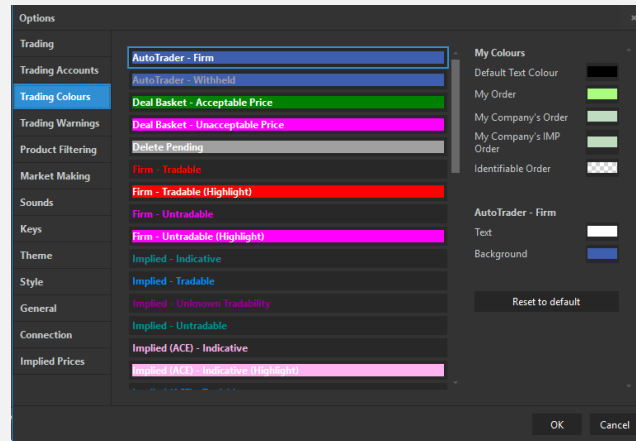 Options
Trading
Trading Accounts
Trading Colours
Trading Warnings
Product Filtering
Market Making
Sounds
Keys
Theme
Style
General
Connection
Implied Prices
AutoTrader - Firm
AutoTrader - Withheld
Deal Basket - Acceptable Price
Deal Basket - Unacceptable Price
Delete Pending
Firm - Tradable
Firm - Tradable (Highlight)
Firm - Untradable
Firm - Untradable (Highlight)
Implied - Indicative
Implied - Tradable
Implied - Unknown Tradability
Implied - Untradable
Implied (ACE) - Indicative
Implied (ACE) - Indicative (Highlight)
My Colours
Default Text Colour
My Order
My Company's Order
My Company's IMP
Order
Identifiable Order
AutoTrader - Firm
Text
Background
Reset to default
OK
Cancel